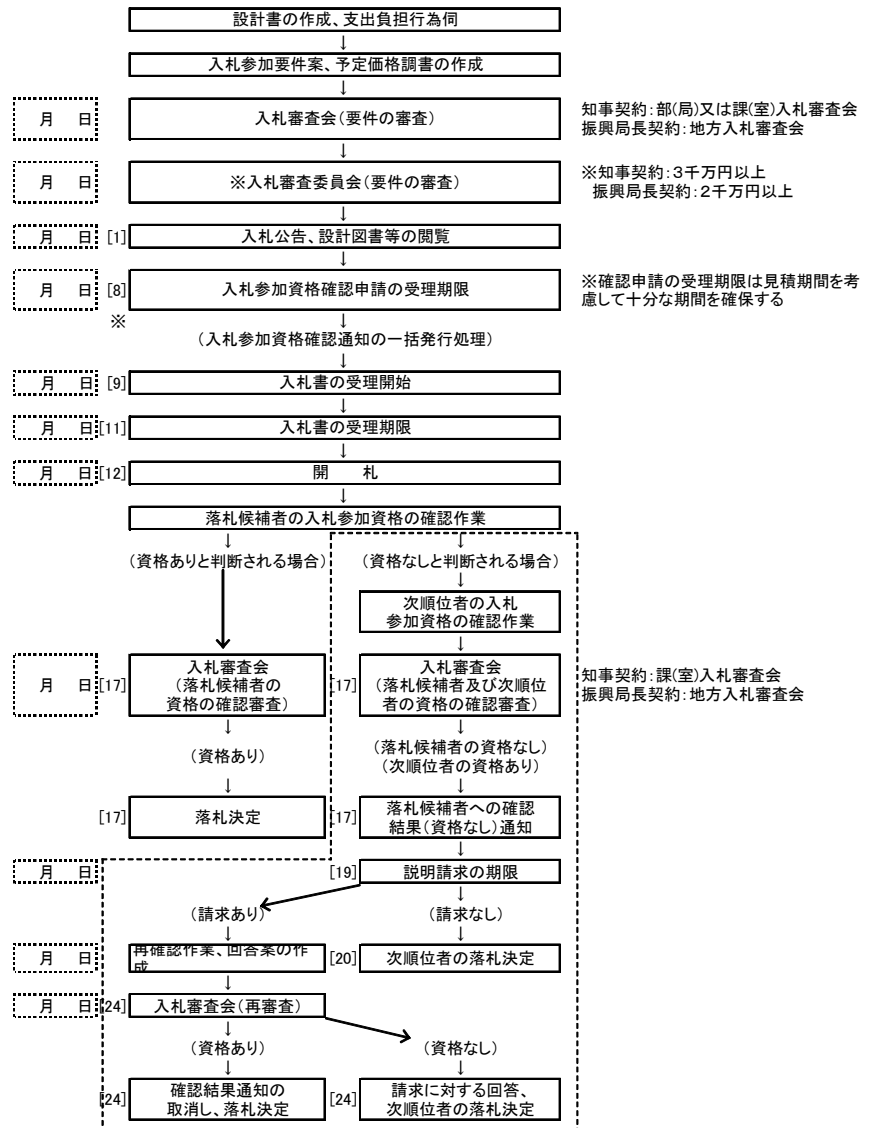 設計書の作成、支出負担行為伺
↓
入札参加要件案、予定価格調書の作成
↓
月 日
入札審査会(要件の審査)
知事契約:部(局)又は課(室)入札審査会
振興局長契約:地方入札審査会
↓
月 日
※入札審査委員会(要件の審査)
※知事契約:3千万円以上
振興局長契約:2千万円以上
↓
月 日 [1]
入札公告、設計図書等の閲覧
↓
月 日 [8]
※
入札参加資格確認申請の受理期限
※確認申請の受理期限は見積期間を考
慮して十分な期間を確保する
↓
(入札参加資格確認通知の一括発行処理)
↓
月 日 [9]
入札書の受理開始
↓
月 日 [11]
入札書の受理期限
↓
月 日 [12]
開 札
↓
落札候補者の入札参加資格の確認作業
↓ ↓
(資格ありと判断される場合)
(資格なしと判断される場合)
↓
次順位者の入札
参加資格の確認作業
↓
月 日 [17]
入札審査会
(落札候補者の
資格の確認審査)
[17]
入札審査会
(落札候補者及び次順位
者の資格の確認審査)
知事契約:課(室)入札審査会
振興局長契約:地方入札審査会
↓ ↓
(資格あり)
(落札候補者の資格なし)
(次順位者の資格あり)
↓ ↓
[17]
落札決定
[17]
落札候補者への確認
結果(資格なし)通知
↓
月 日
[19]
説明請求の期限
↓
(請求あり)
(請求なし)
↓ ↓
月 日
再確認作業、回答案の作
成
[20]
次順位者の落札決定
↓
月 日 [24]
入札審査会(再審査)
↓
(資格あり)
(資格なし)
↓ ↓
[24]
確認結果通知の
取消し、落札決定
[24]
請求に対する回答、
次順位者の落札決定